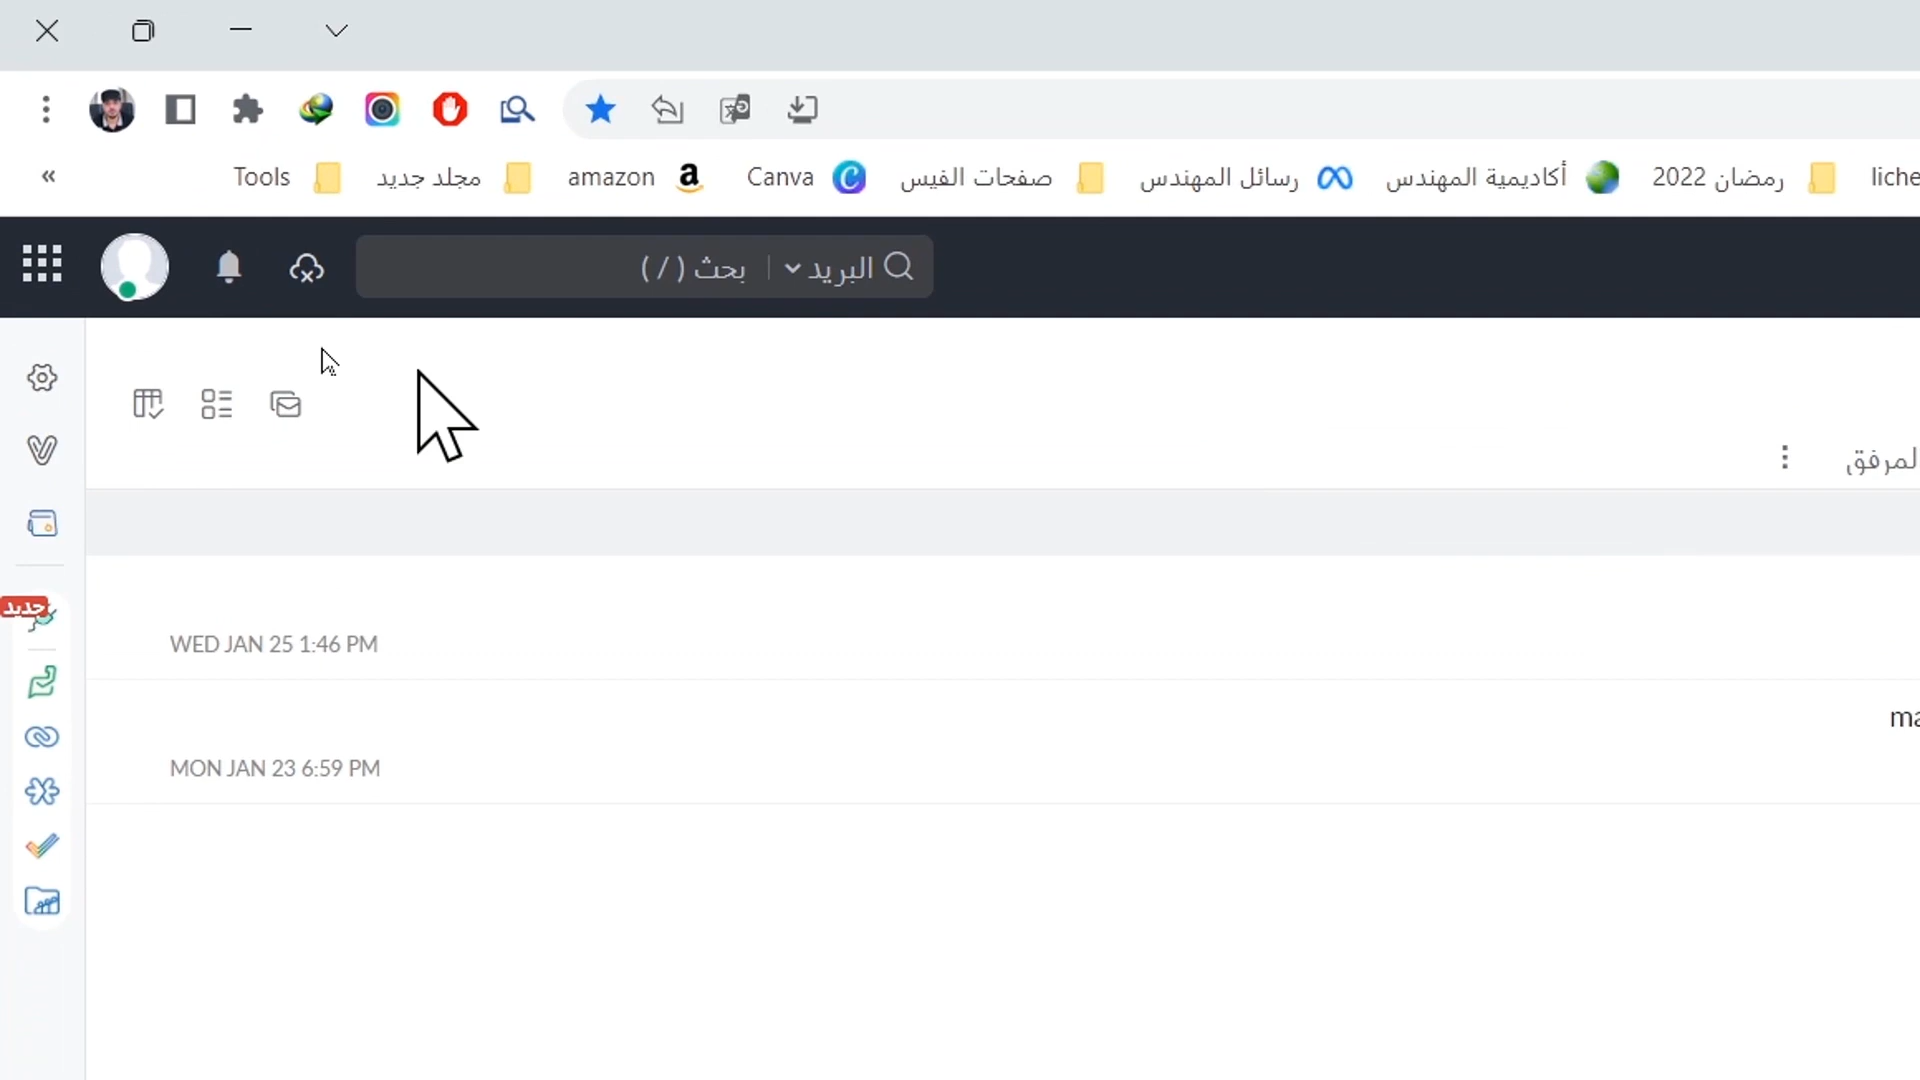 liche رمضان 2022 أكاديمية المهندس رسائل المهندس صفحات الفيس Canva amazon مجلد جديد Tools «
البريد بحث ( / )
لمرفق
جديد
WED JAN 25 1:46 PM
ma
MON JAN 23 6:59 PM